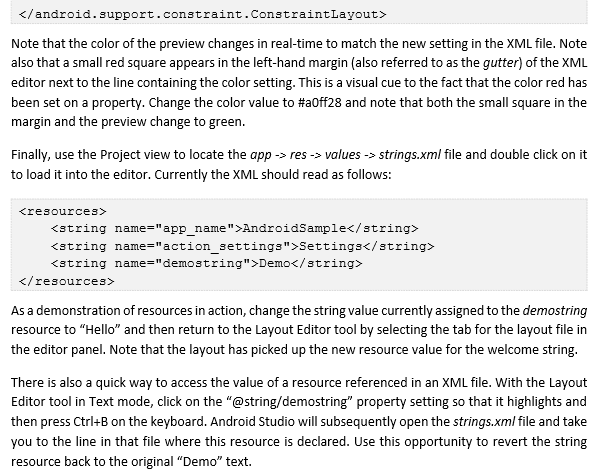 </android.support.constraint.ConstraintLayout>
Note that the color of the preview changes in real-time to match the new setting in the XML file. Note
also that a small red square appears in the left-hand margin (also referred to as the gutter) of the XML
editor next to the line containing the color setting. This is a visual cue to the fact that the color red has
been set on a property. Change the color value to #a0ff28 and note that both the small square in the
margin and the preview change to green.
Finally, use the Project view to locate the app -> res -> values -> strings.xml file and double click on it
to load it into the editor. Currently the XML should read as follows:
<resources>
    <string name="app_name">AndroidSample</string>
    <string name="action_settings">Settings</string>
    <string name="demostring">Demo</string>
</resources>
As a demonstration of resources in action, change the string value currently assigned to the demostring
resource to “Hello” and then return to the Layout Editor tool by selecting the tab for the layout file in
the editor panel. Note that the layout has picked up the new resource value for the welcome string.
There is also a quick way to access the value of a resource referenced in an XML file. With the Layout
Editor tool in Text mode, click on the “@string/demostring” property setting so that it highlights and
then press Ctrl+B on the keyboard. Android Studio will subsequently open the strings.xml file and take
you to the line in that file where this resource is declared. Use this opportunity to revert the string
resource back to the original “Demo” text.